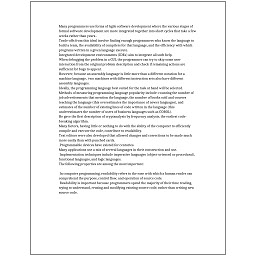 Many programmers use forms of Agile software development where the various stages of
formal software development are more integrated together into short cycles that take a few
weeks rather than years.
Trade-offs from this ideal involve finding enough programmers who know the language to
build a team, the availability of compilers for that language, and the efficiency with which
programs written in a given language execute.
Integrated development environments (IDEs) aim to integrate all such help.
When debugging the problem in a GUI, the programmer can try to skip some user
interaction from the original problem description and check if remaining actions are
sufficient for bugs to appear.
However, because an assembly language is little more than a different notation for a
machine language, two machines with different instruction sets also have different
assembly languages.
Ideally, the programming language best suited for the task at hand will be selected.
Methods of measuring programming language popularity include: counting the number of
job advertisements that mention the language, the number of books sold and courses
teaching the language (this overestimates the importance of newer languages), and
estimates of the number of existing lines of code written in the language (this
underestimates the number of users of business languages such as COBOL).
He gave the first description of cryptanalysis by frequency analysis, the earliest code-
breaking algorithm.
Many factors, having little or nothing to do with the ability of the computer to efficiently
compile and execute the code, contribute to readability.
Text editors were also developed that allowed changes and corrections to be made much
more easily than with punched cards.
Programmable devices have existed for centuries.
Many applications use a mix of several languages in their construction and use.
Implementation techniques include imperative languages (object-oriented or procedural),
functional languages, and logic languages.
The following properties are among the most important:

In computer programming, readability refers to the ease with which a human reader can
comprehend the purpose, control flow, and operation of source code.
Readability is important because programmers spend the majority of their time reading,
trying to understand, reusing and modifying existing source code, rather than writing new
source code.